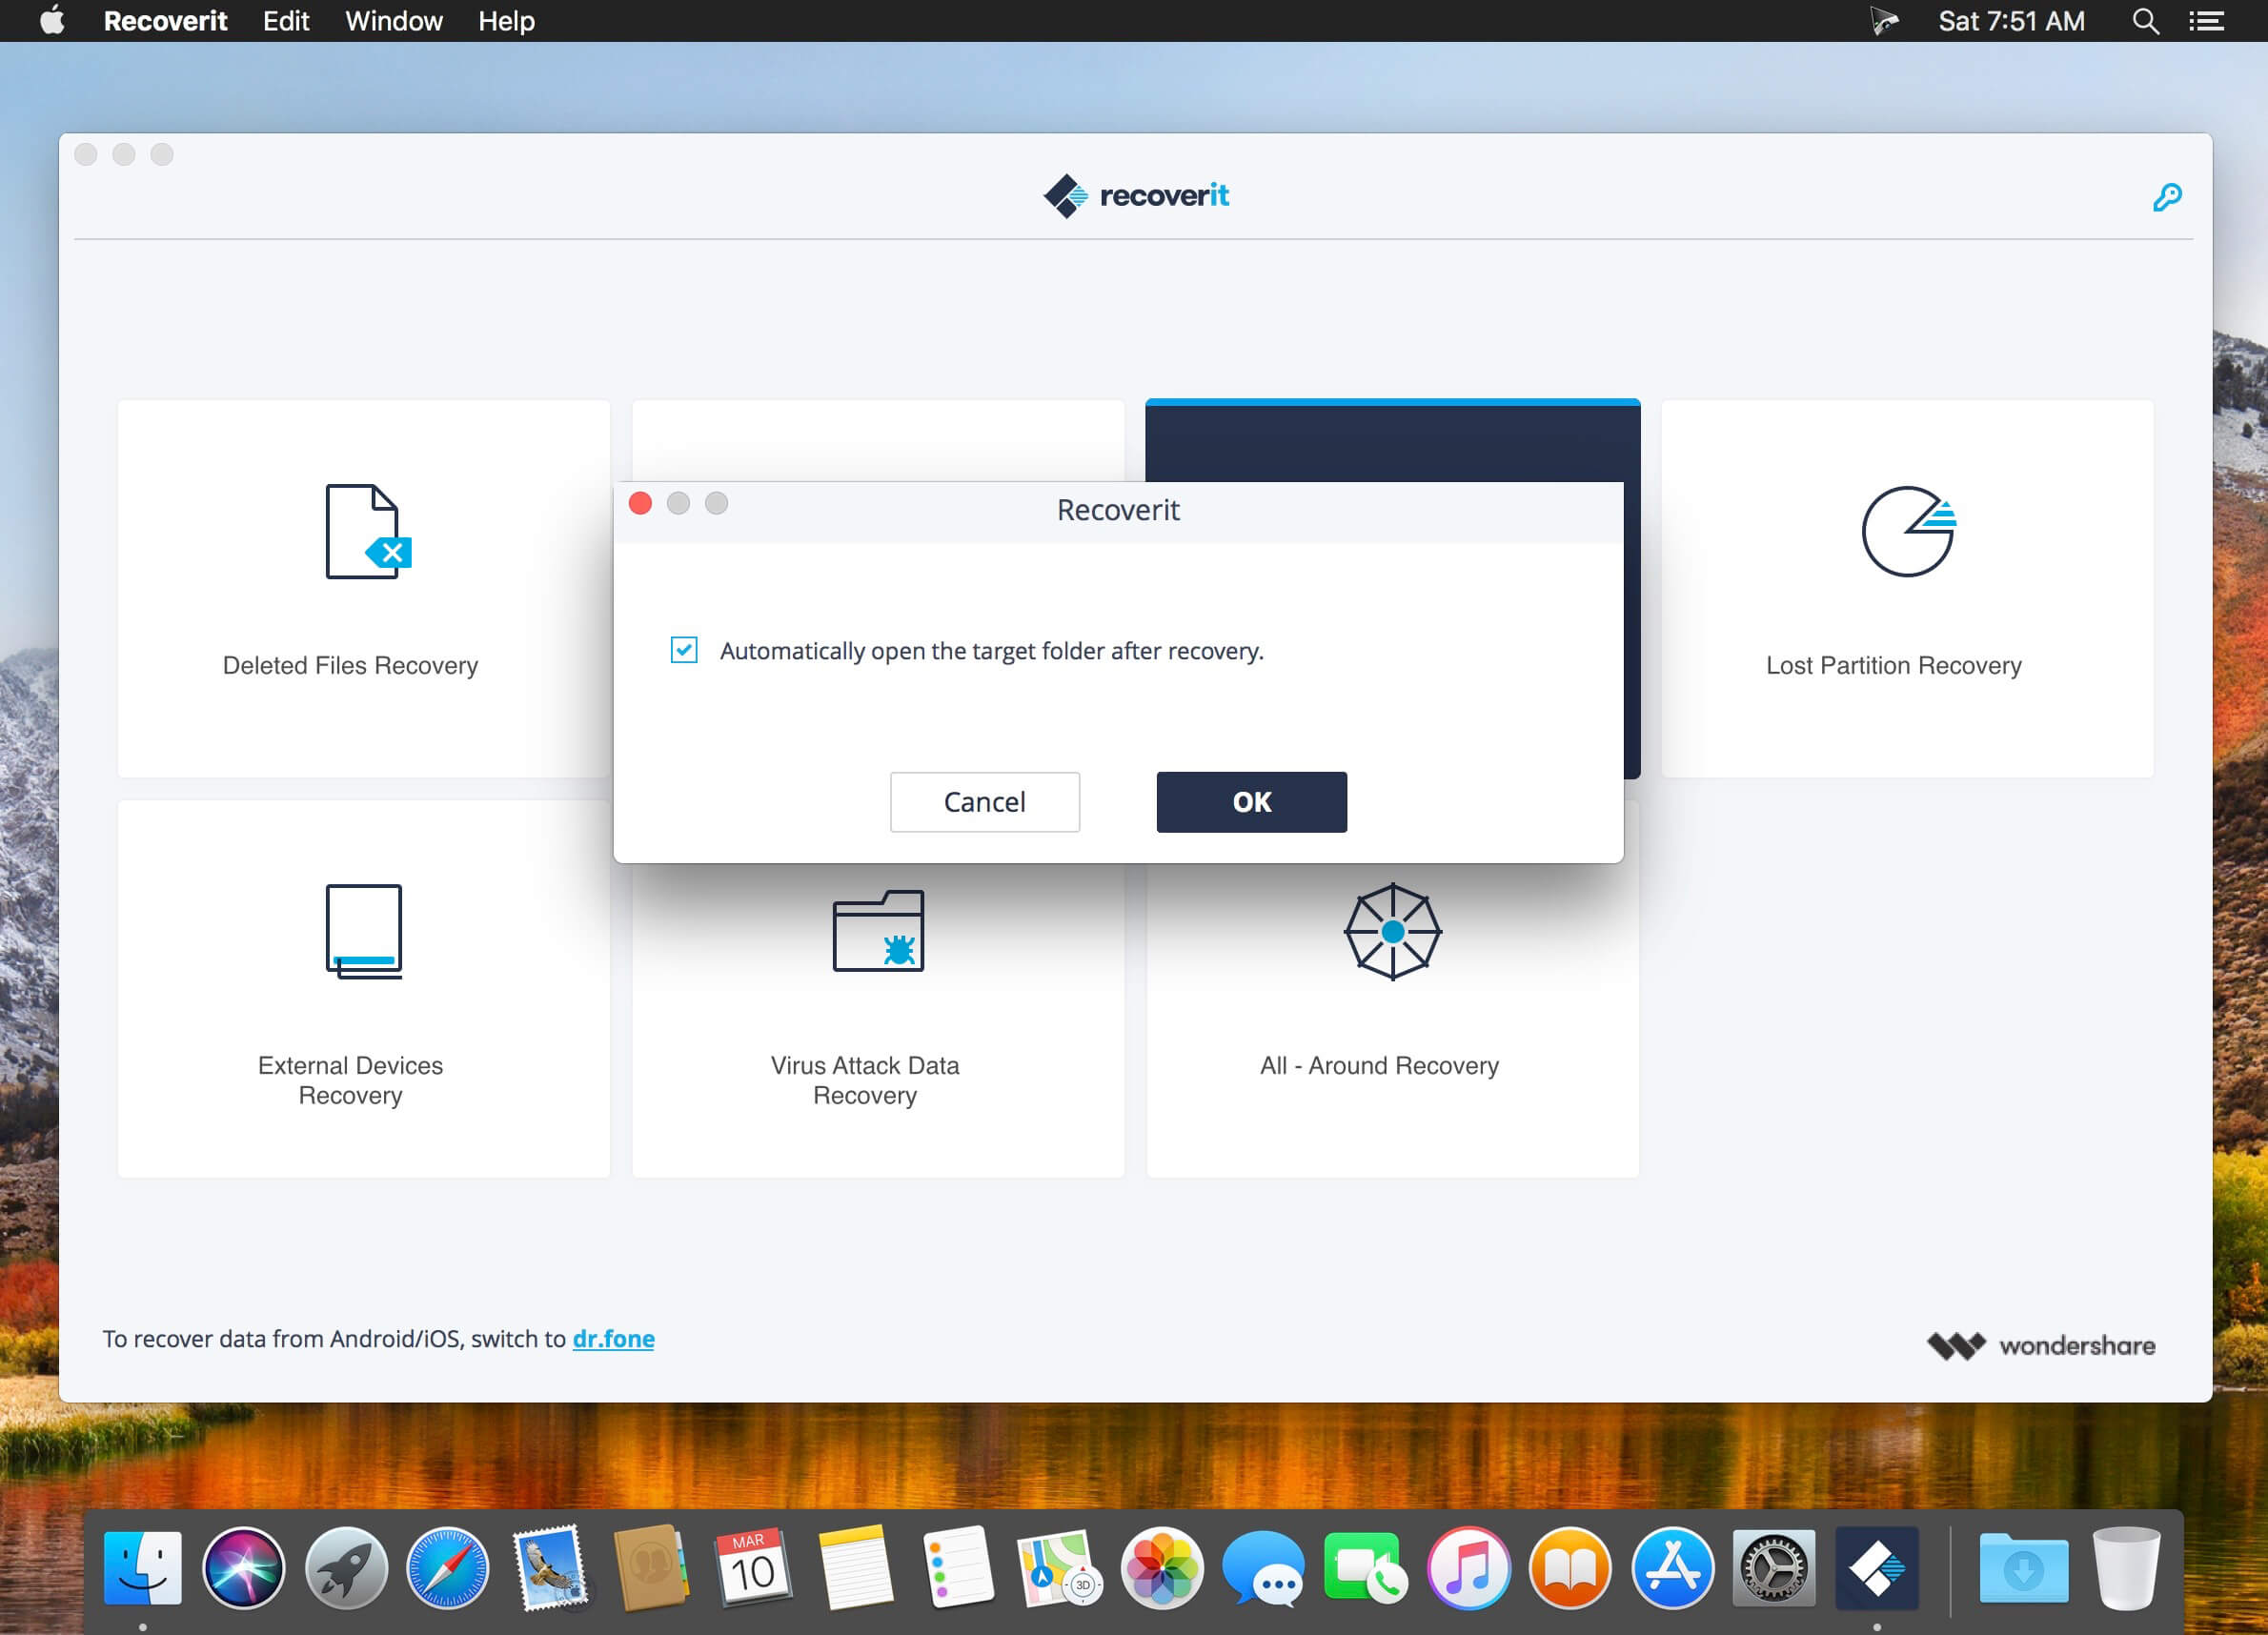 Recoverit Edit Window Help
Sat 7:51 AM
recoverit
Recoverit
Automatically open the target folder after recovery.
Cancel
OK
Deleted Files Recovery
Lost Partition Recovery
External Devices
Recovery
Virus Attack Data
Recovery
All - Around Recovery
To recover data from Android/iOS, switch to dr.fone
wondershare
MAR
10
3D